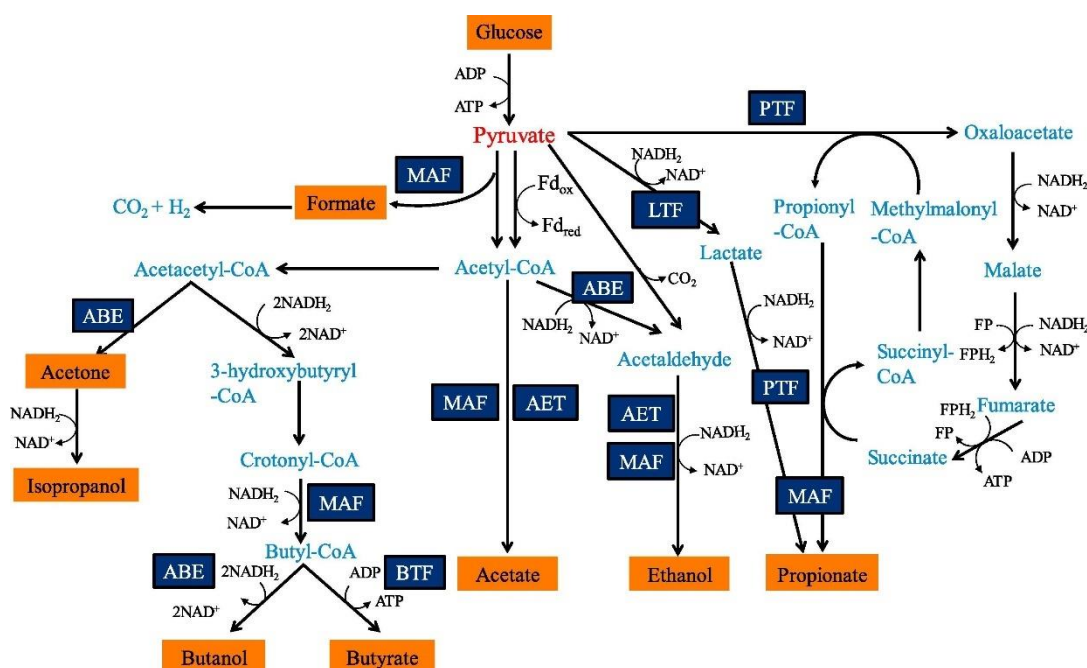 Glucose
ADP
ATP
PTF
Pyruvate
Oxaloacetate
NADH₂
NAD⁺
MAF
Fdox
NADH₂
NAD⁺
CO₂ + H₂
Formate
LTF
Fdred
Propionyl
-CoA
Methylmalonyl
-CoA
Lactate
Acetacetyl-CoA
Acetyl-CoA
CO₂
Malate
ABE
NADH₂
NAD⁺
ABE
2NADH₂
2NAD⁺
NADH₂
NAD⁺
FP
FPH₂
NADH₂
NAD⁺
Acetone
3-hydroxybutyryl
-CoA
Acetaldehyde
Succinyl-
CoA
MAF
AET
PTF
NADH₂
NAD⁺
AET
FPH₂
Fumarate
FP
NADH₂
NAD⁺
MAF
Succinate
ADP
ATP
Isopropanol
Crotonyl-CoA
NADH₂
NAD⁺
MAF
MAF
Butyl-CoA
ABE
2NADH₂
2NAD⁺
ADP
ATP
BTF
Acetate
Ethanol
Propionate
Butanol
Butyrate